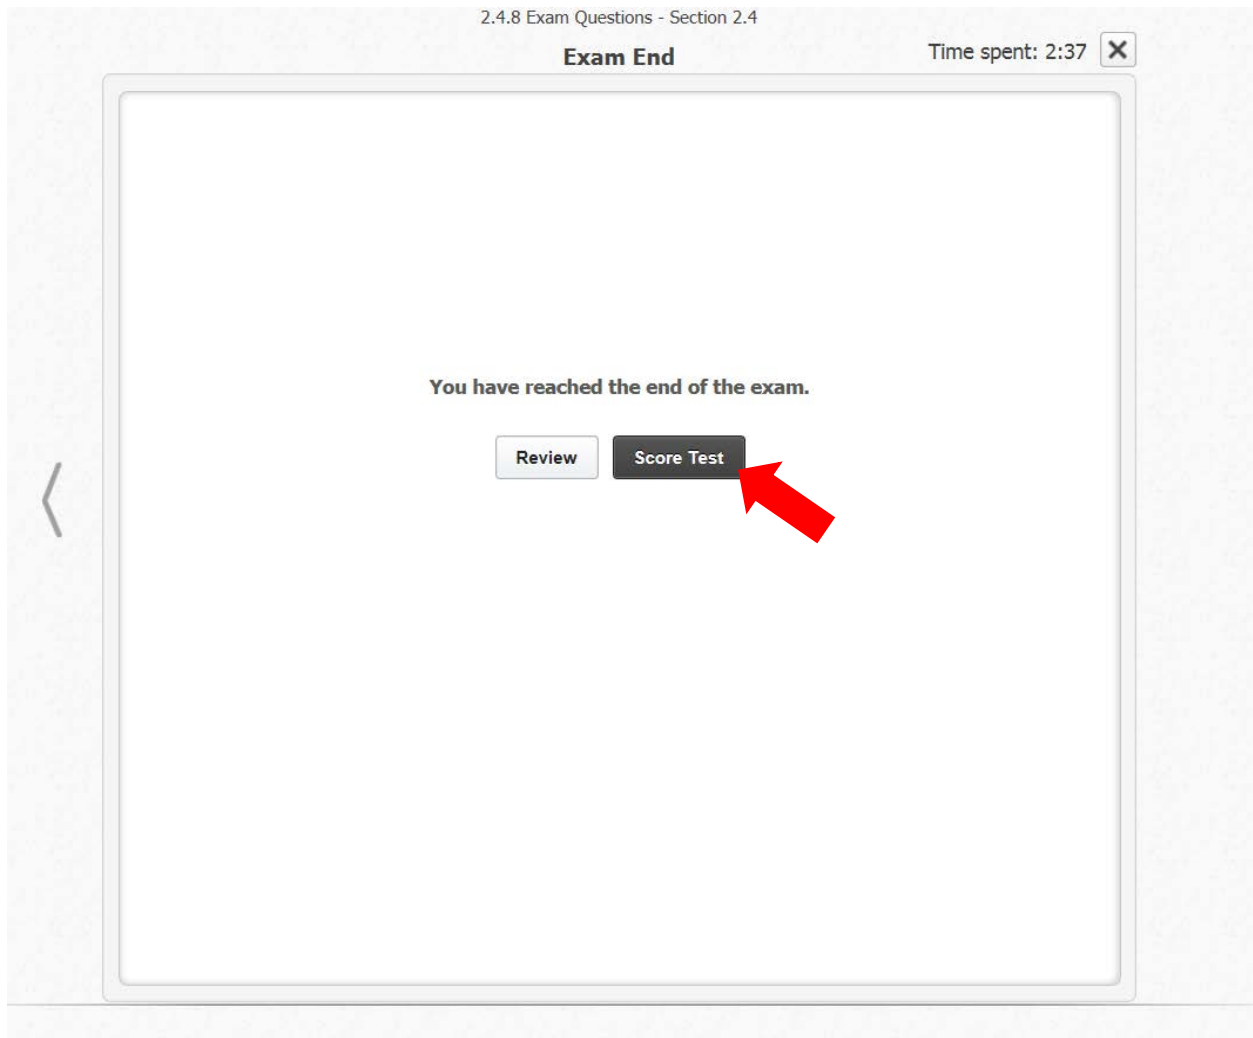 2.4.8 Exam Questions - Section 2.4
Exam End
Time spent: 2:37
You have reached the end of the exam.
Review
Score Test